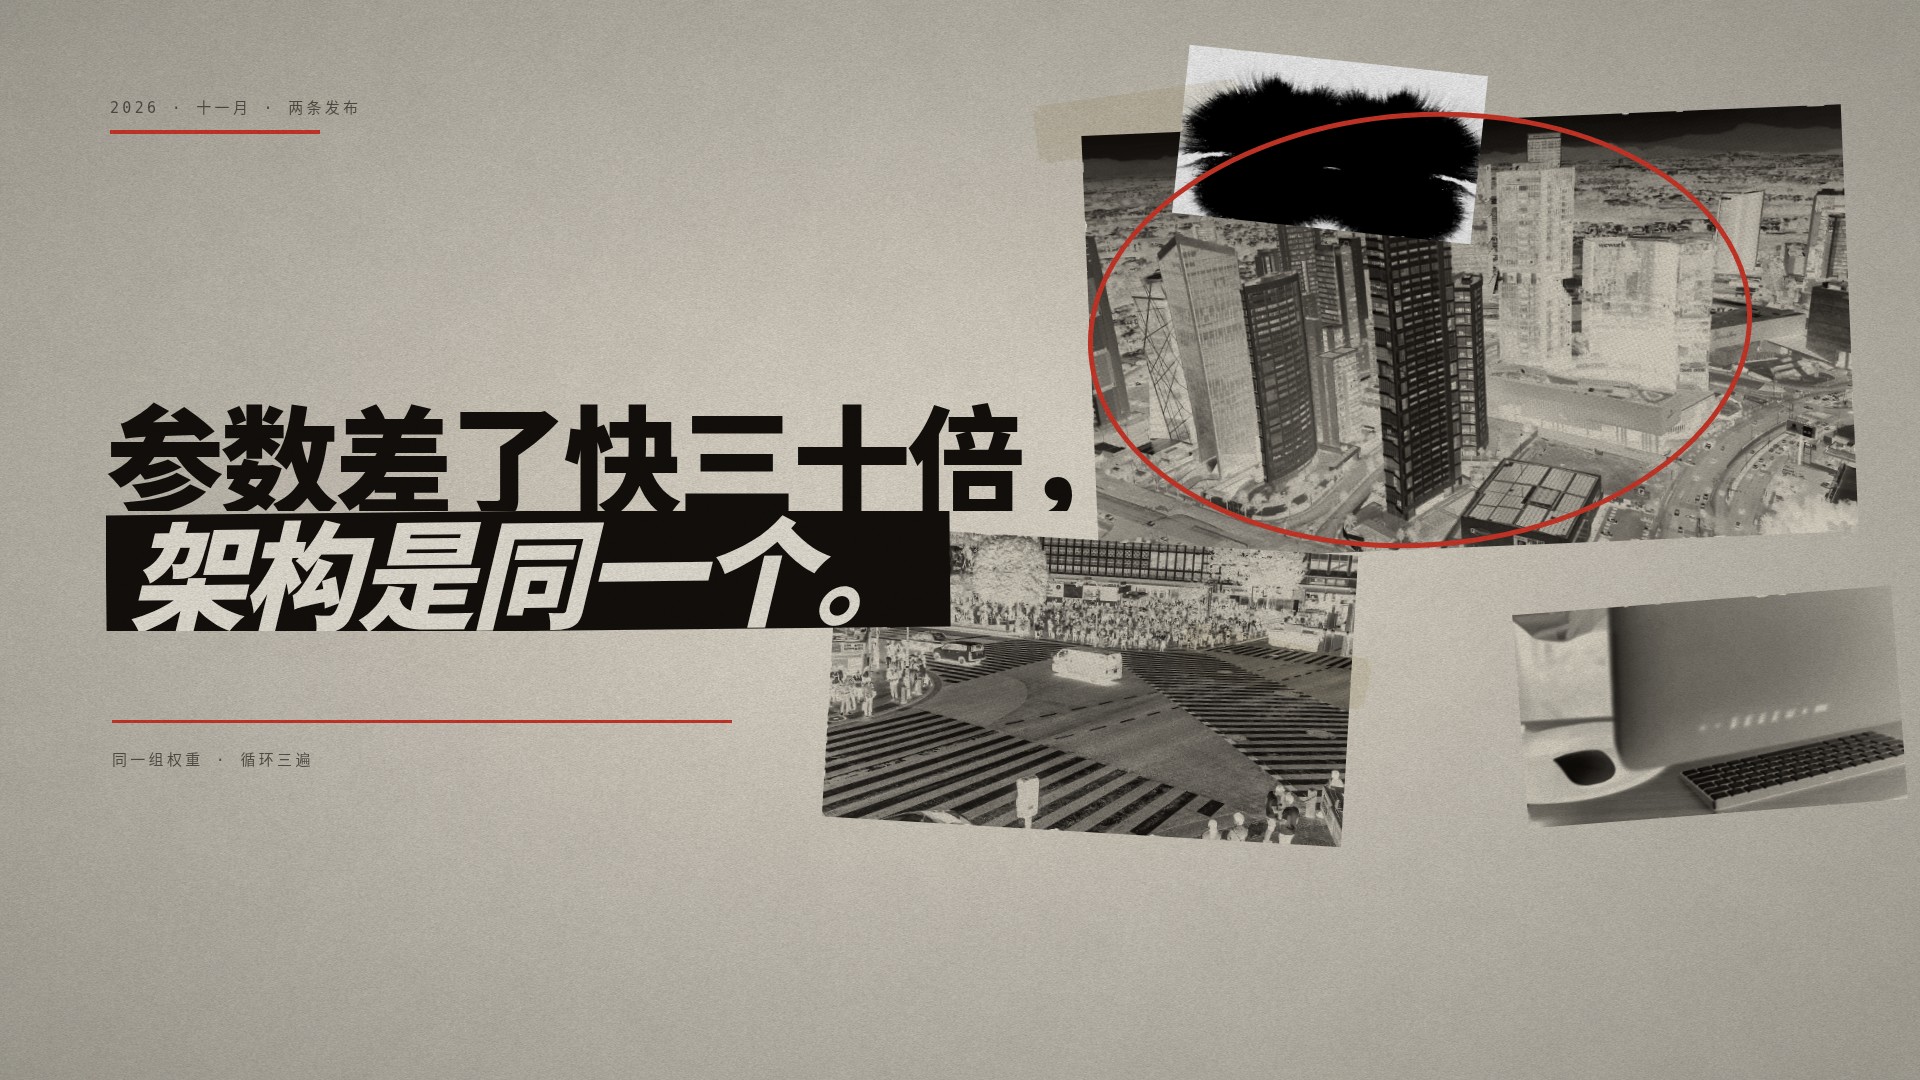 2026 · 十一月 · 两条发布
参数差了快三十倍，
架构是同一个。
同一组权重 · 循环三遍